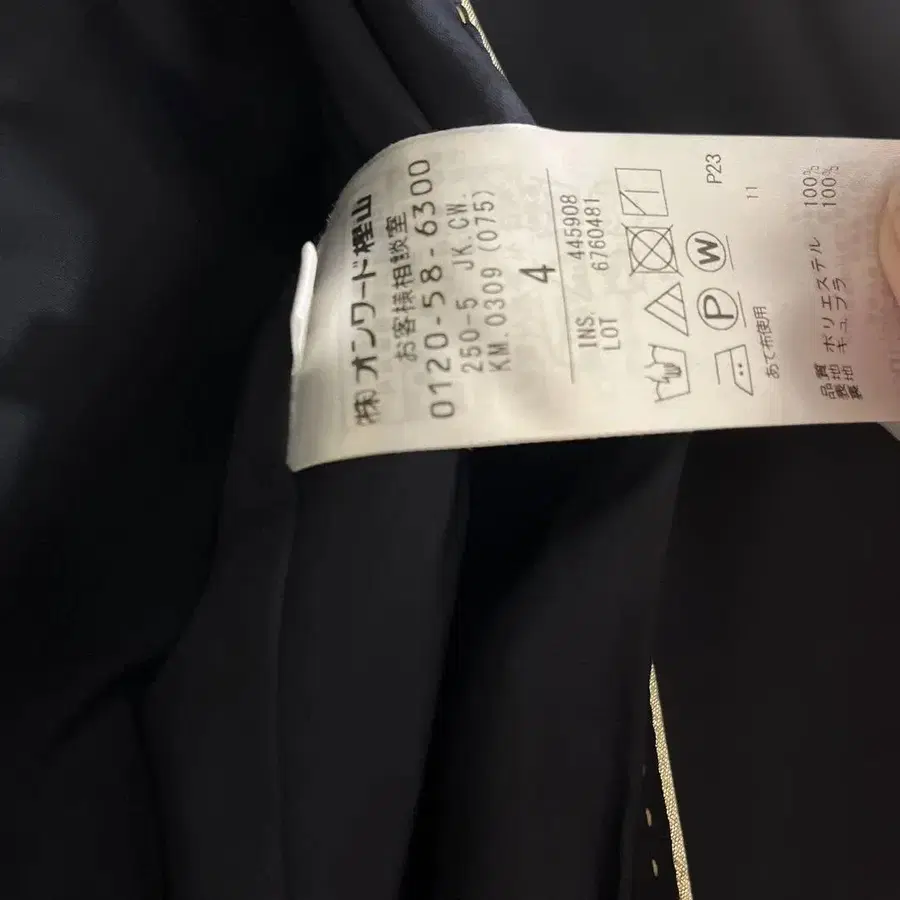 (株)オンワード樫山
お客様相談室
0120-58-6300
250-5 JK.CW.
KM.0309(075)
4
INS. 445908
LOT 6760481
P
W
P23
あて布使用
11
品質
表地 ポリエステル 100%
裏地 キュプラ 100%